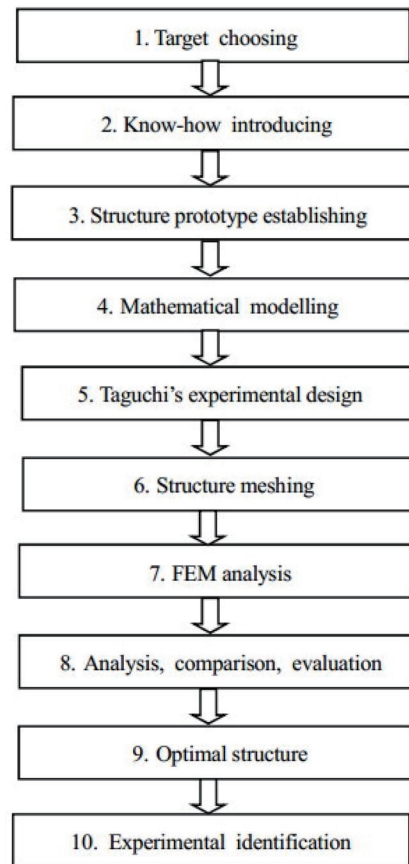 1. Target choosing
2. Know-how introducing
3. Structure prototype establishing
4. Mathematical modelling
5. Taguchi's experimental design
6. Structure meshing
7. FEM analysis
8. Analysis, comparison, evaluation
9. Optimal structure
10. Experimental identification